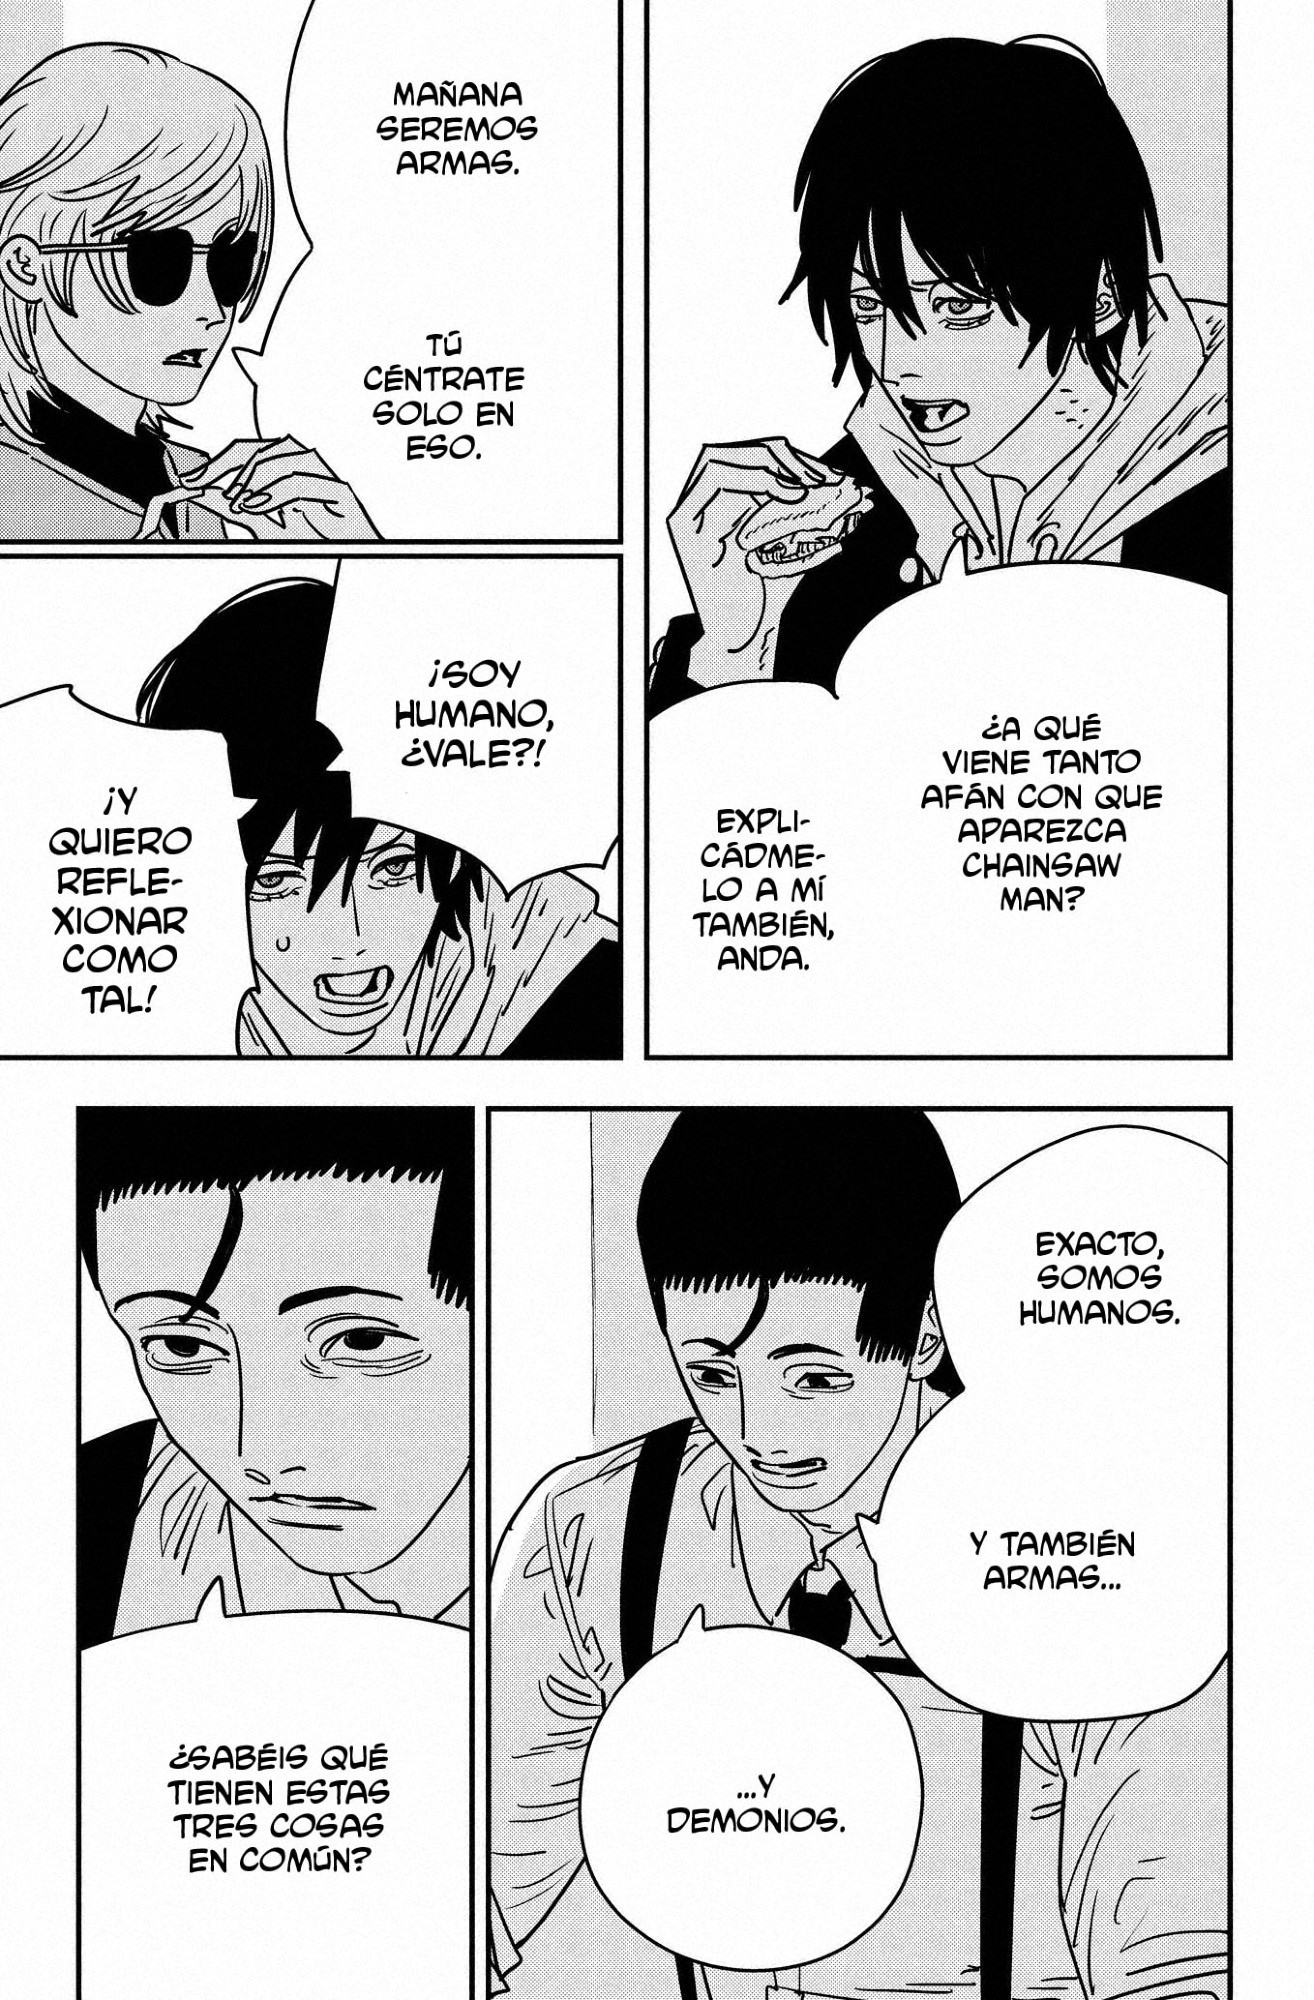 ¿A QUÉ
VIENE TANTO
AFÁN CON QUE
APAREZCA
CHAINSAW
MAN?
EXPLI-
CÁDME-
LO A MÍ
TAMBIÉN,
ANDA.
MAÑANA
SEREMOS
ARMAS.
TÚ
CÉNTRATE
SOLO EN
ESO.
¡SOY
HUMANO,
¿VALE?!
¡Y
QUIERO
REFLE-
XIONAR
COMO
TAL!
EXACTO,
SOMOS
HUMANOS.
Y TAMBIÉN
ARMAS...
...Y
DEMONIOS.
¿SABÉIS QUÉ
TIENEN ESTAS
TRES COSAS
EN COMÚN?